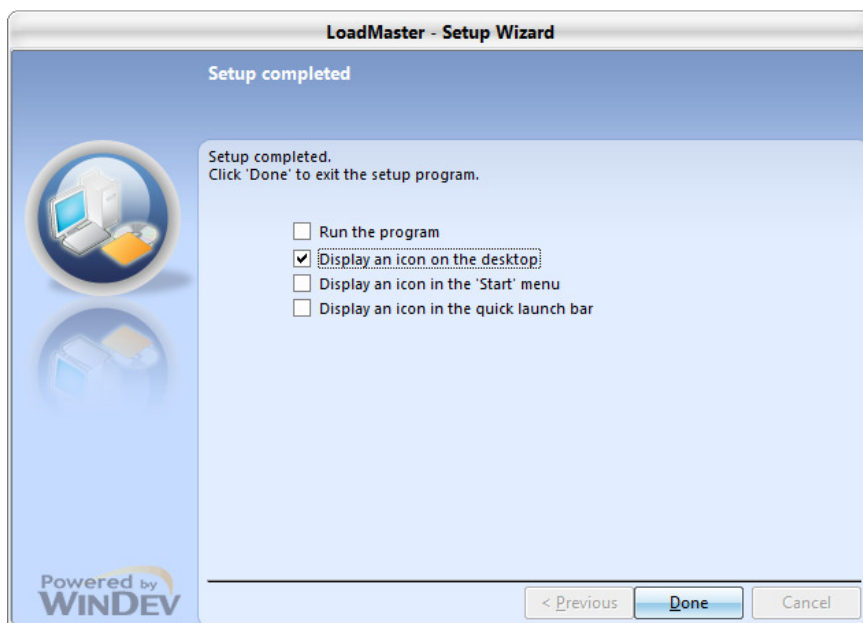 LoadMaster - Setup Wizard
Setup completed
Setup completed.
Click 'Done' to exit the setup program.
Run the program
Display an icon on the desktop
Display an icon in the 'Start' menu
Display an icon in the quick launch bar
Powered by
WINDEV
< Previous
Done
Cancel